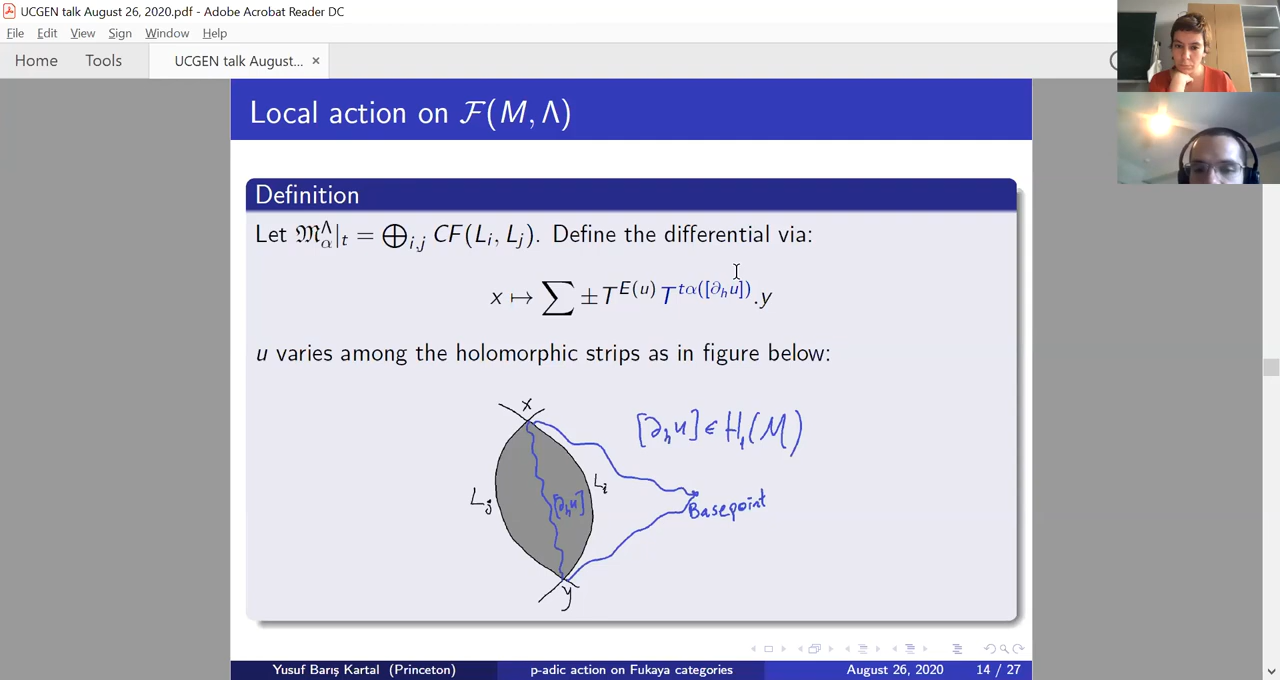 UCGEN talk August 26, 2020.pdf - Adobe Acrobat Reader DC
File Edit View Sign Window Help
Home Tools UCGEN talk August... ×
Local action on 𝓕(M, Λ)
Definition
Let 𝔐_α^Λ|_t = ⊕_{i,j} CF(L_i, L_j). Define the differential via:
x ↦ ∑ ±T^{E(u)} T^{tα([∂_h u])}.y
u varies among the holomorphic strips as in figure below:
x
[∂_h u] ∈ H_1(M)
L_j
L_i
[∂_h u]
Basepoint
y
Yusuf Barış Kartal (Princeton) p-adic action on Fukaya categories August 26, 2020 14 / 27